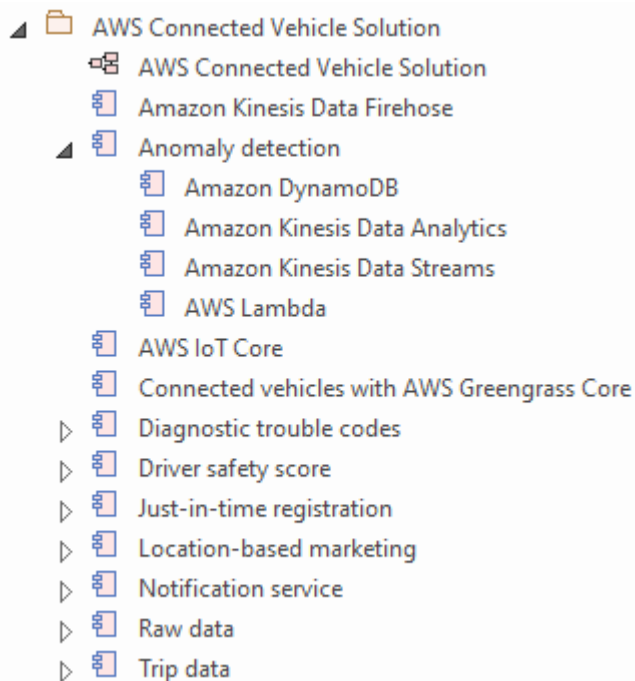 AWS Connected Vehicle Solution
AWS Connected Vehicle Solution
Amazon Kinesis Data Firehose
Anomaly detection
Amazon DynamoDB
Amazon Kinesis Data Analytics
Amazon Kinesis Data Streams
AWS Lambda
AWS IoT Core
Connected vehicles with AWS Greengrass Core
Diagnostic trouble codes
Driver safety score
Just-in-time registration
Location-based marketing
Notification service
Raw data
Trip data